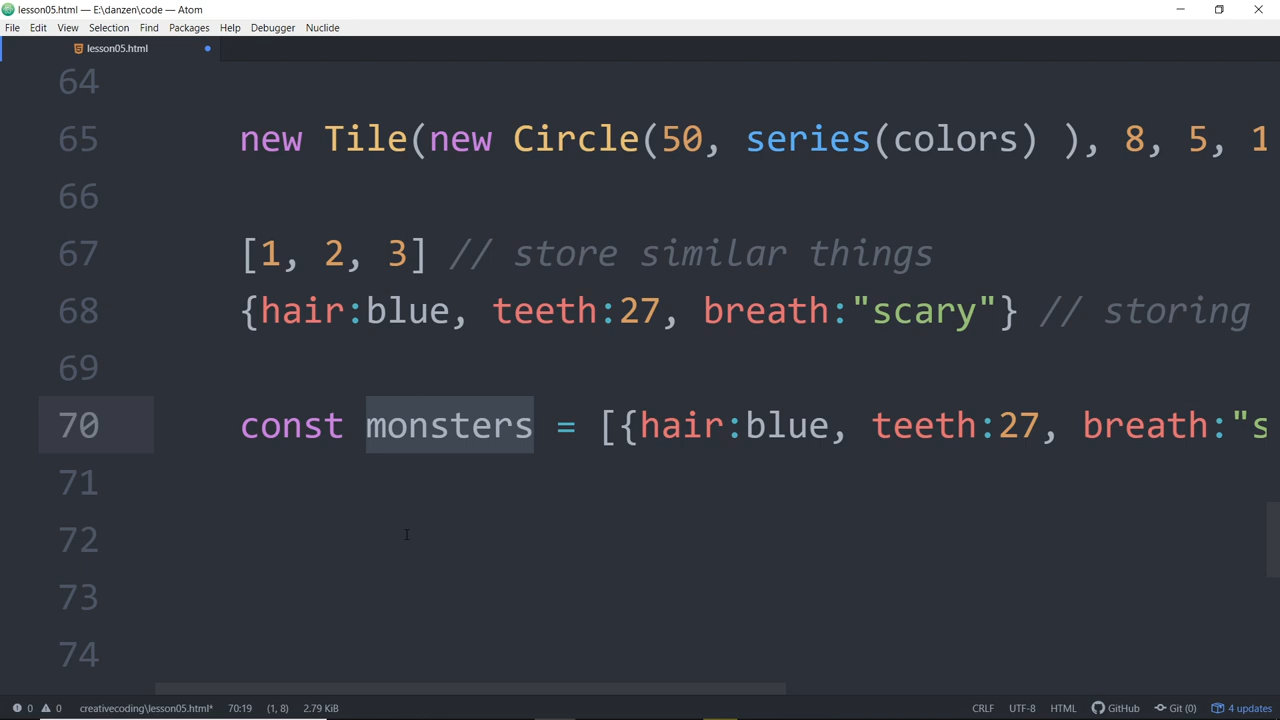 lesson05.html — E:\danzen\code — Atom
File Edit View Selection Find Packages Help Debugger Nuclide
lesson05.html
64
65 new Tile(new Circle(50, series(colors) ), 8, 5, 1
66
67 [1, 2, 3] // store similar things
68 {hair:blue, teeth:27, breath:"scary"} // storing
69
70 const monsters = [{hair:blue, teeth:27, breath:"s
71
72
73
74
0 0 creativecoding\lesson05.html* 70:19 (1, 8) 2.79 KiB CRLF UTF-8 HTML GitHub Git (0) 4 updates